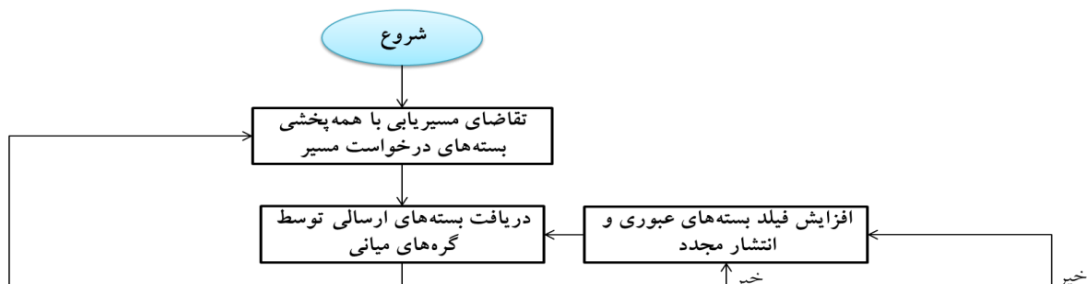 شروع
تقاضای مسیریابی با همه‌پخشی
بسته‌های درخواست مسیر
دریافت بسته‌های ارسالی توسط
گره‌های میانی
افزایش فیلد بسته‌های عبوری و
انتشار مجدد
خیر
خیر